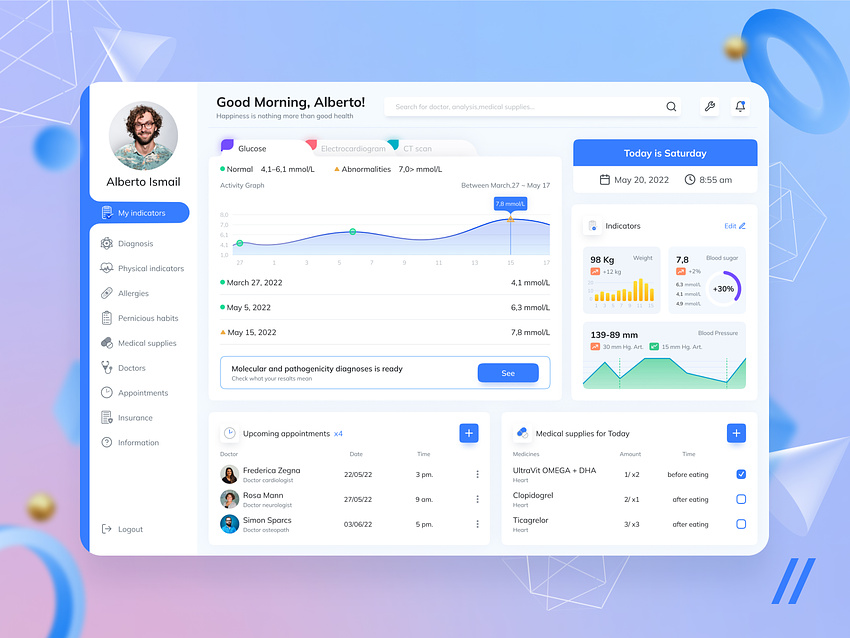 Good Morning, Alberto!
Happiness is nothing more than good health
Search for doctor, analysis,medical supplies...
Alberto Ismail
My indicators
Diagnosis
Physical indicators
Allergies
Pernicious habits
Medical supplies
Doctors
Appointments
Insurance
Information
Logout
Glucose
Electrocardiogram
CT scan
Normal 4,1–6,1 mmol/L Abnormalities 7,0> mmol/L
Activity Graph Between March,27 – May 17
7,8 mmol/L
7,0
6,1
4,1
1,0
27 1 3 5 7 9 11 13 15 17
March 27, 2022 4,1 mmol/L
May 5, 2022 6,3 mmol/L
May 15, 2022 7,8 mmol/L
Molecular and pathogenicity diagnoses is ready
Check what your results mean
See
Today is Saturday
May 20, 2022 8:55 am
Indicators Edit
98 Kg Weight
+12 kg
7,8 Blood sugar
+2%
6,3 mmol/L
4,1 mmol/L
4,9 mmol/L
+30%
139-89 mm Blood Pressure
30 mm Hg. Art. 15 mm Hg. Art.
Upcoming appointments x4
Doctor Date Time
Frederica Zegna 22/05/22 3 pm.
Doctor cardiologist
Rosa Mann 27/05/22 9 am.
Doctor neurologist
Simon Sparcs 03/06/22 5 pm.
Doctor osteopath
Medical supplies for Today
Medicines Amount Time
UltraVit OMEGA + DHA 1/ x2 before eating
Heart
Clopidogrel 2/ x1 after eating
Heart
Ticagrelor 3/ x3 after eating
Heart